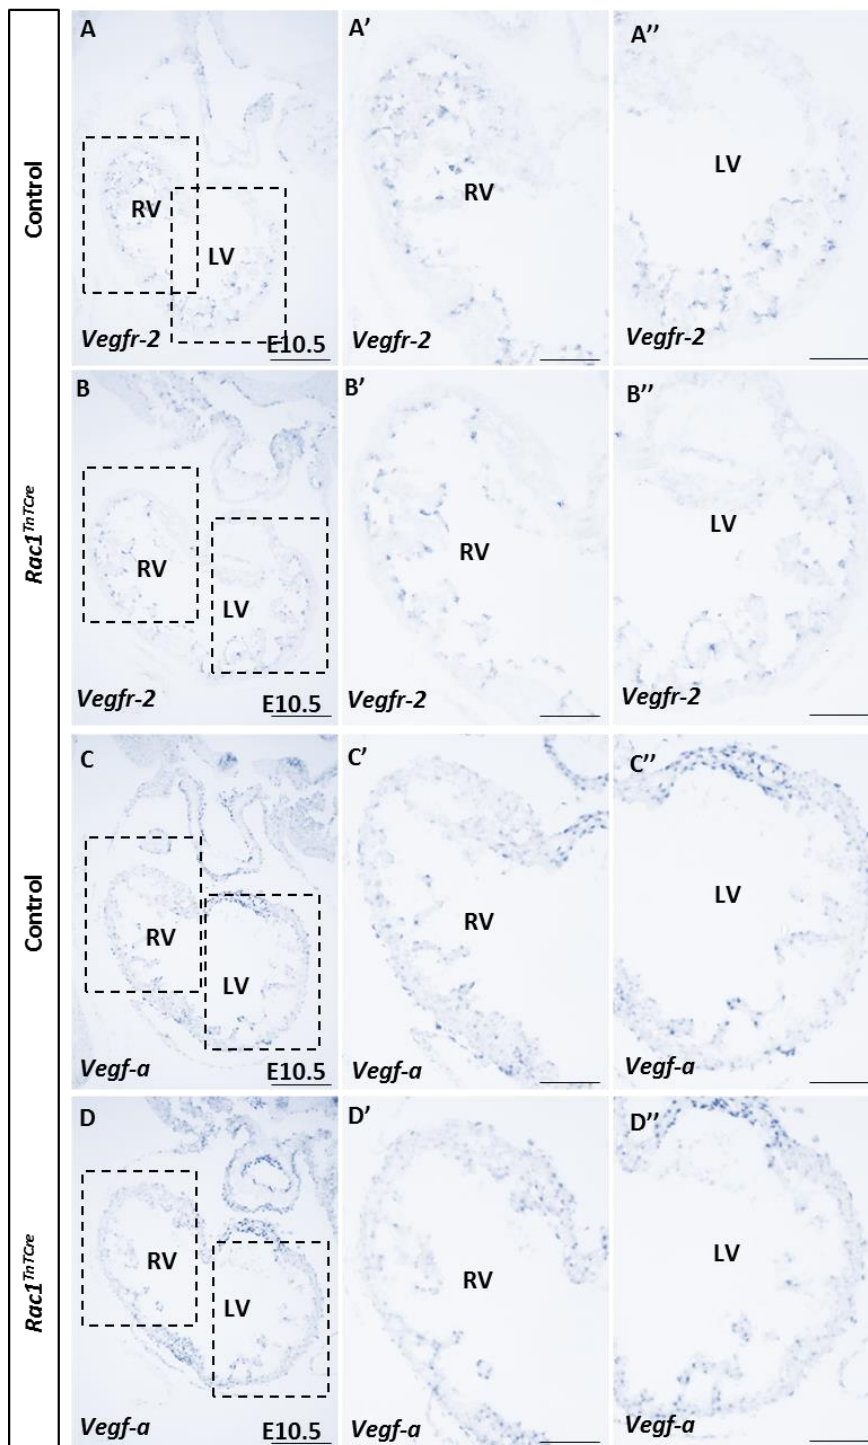 Control
A
RV
LV
Vegfr-2
E10.5
A’
RV
Vegfr-2
A’’
LV
Vegfr-2
Rac1TnTCre
B
RV
LV
Vegfr-2
E10.5
B’
RV
Vegfr-2
B’’
LV
Vegfr-2
Control
C
RV
LV
Vegf-a
E10.5
C’
RV
Vegf-a
C’’
LV
Vegf-a
Rac1TnTCre
D
RV
LV
Vegf-a
E10.5
D’
RV
Vegf-a
D’’
LV
Vegf-a